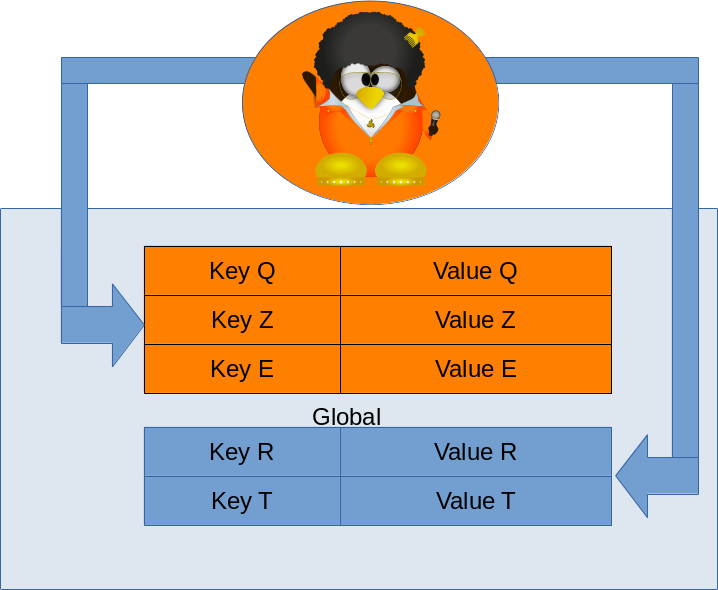 Key Q Value Q
Key Z Value Z
Key E Value E
Global
Key R Value R
Key T Value T